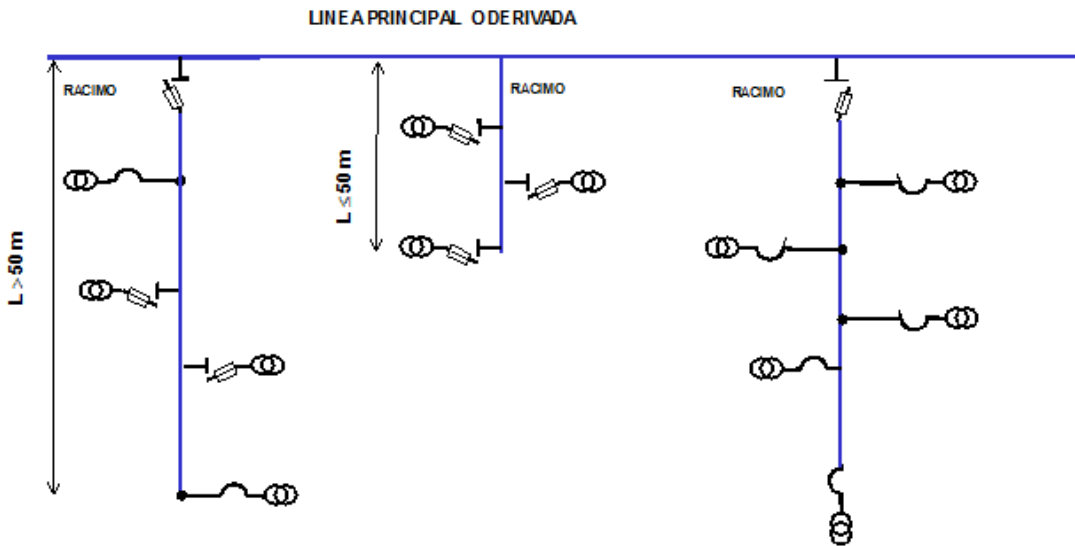 LINEA PRINCIPAL O DERIVADA
RACIMO
RACIMO
RACIMO
L > 50 m
L ≤ 50 m